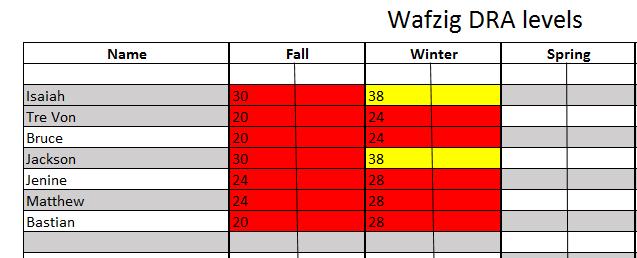 Wafzig DRA levels
Name Fall Winter Spring
Isaiah 30 38
Tre Von 20 24
Bruce 20 24
Jackson 30 38
Jenine 24 28
Matthew 24 28
Bastian 20 28